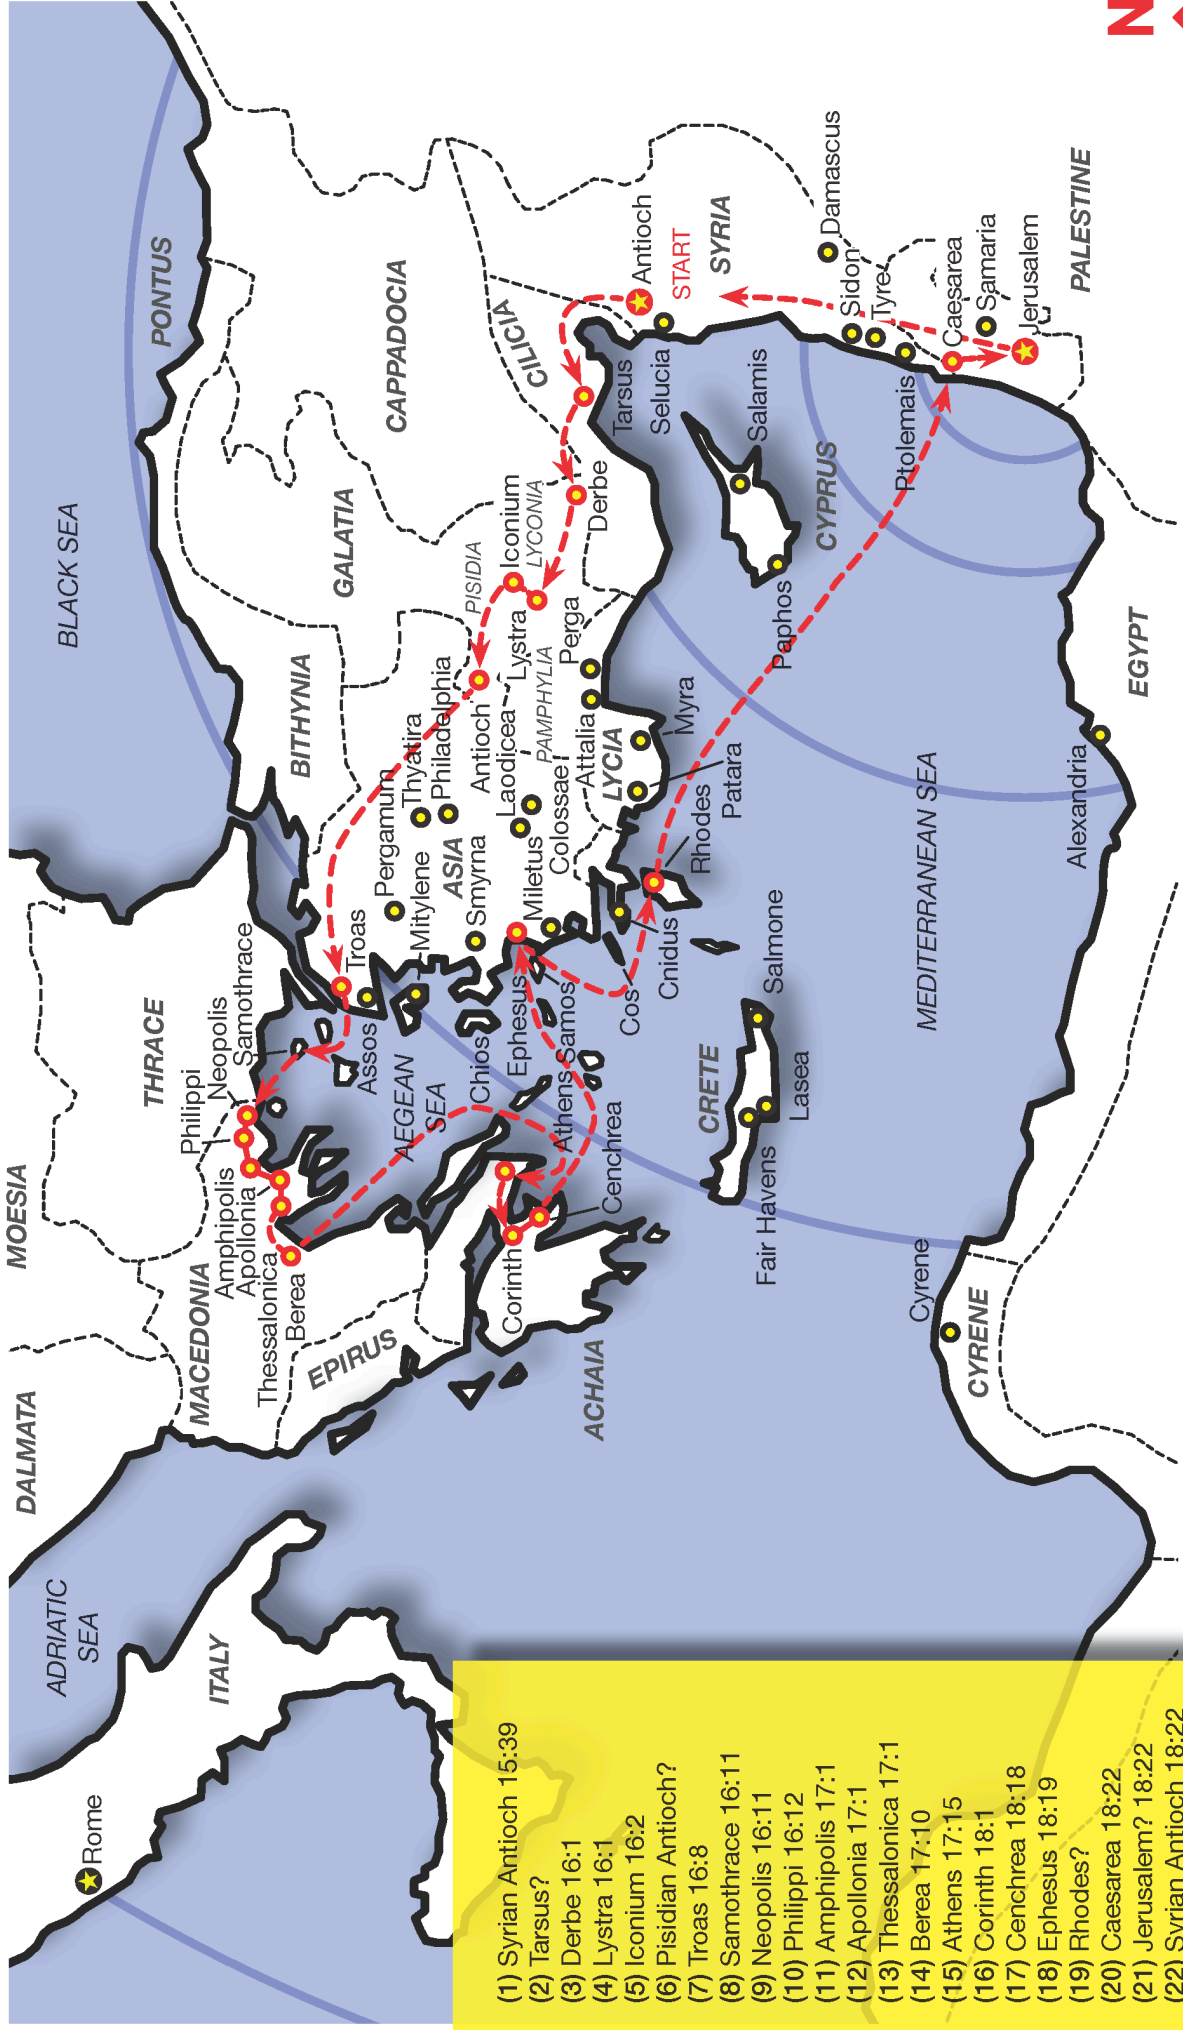 DALMATA
MOESIA
THRACE
BLACK SEA
PONTUS
ADRIATIC
SEA
ITALY
Rome
MACEDONIA
EPIRUS
ACHAIA
Philippi
Neopolis
Samothrace
Amphipolis
Apollonia
Thessalonica
Berea
AEGEAN
SEA
Troas
Assos
Mitylene
Pergamum
Thyatira
Philadelphia
ASIA
Smyrna
Chios
Ephesus
Samos
Miletus
Athens
Cenchrea
Corinth
BITHYNIA
GALATIA
CAPPADOCIA
CILICIA
PISIDIA
LYCONIA
PAMPHYLIA
Antioch
Iconium
Lystra
Derbe
Tarsus
Laodicea
Colossae
Perga
Attalia
LYCIA
Myra
Patara
Rhodes
Cnidus
Cos
Antioch
START
Selucia
SYRIA
Salamis
CYPRUS
Paphos
Damascus
Sidon
Tyre
Ptolemais
Caesarea
Samaria
Jerusalem
PALESTINE
CRETE
Salmone
Lasea
Fair Havens
MEDITERRANEAN SEA
Cyrene
CYRENE
Alexandria
EGYPT
N
(1) Syrian Antioch 15:39
(2) Tarsus?
(3) Derbe 16:1
(4) Lystra 16:1
(5) Iconium 16:2
(6) Pisidian Antioch?
(7) Troas 16:8
(8) Samothrace 16:11
(9) Neopolis 16:11
(10) Philippi 16:12
(11) Amphipolis 17:1
(12) Apollonia 17:1
(13) Thessalonica 17:1
(14) Berea 17:10
(15) Athens 17:15
(16) Corinth 18:1
(17) Cenchrea 18:18
(18) Ephesus 18:19
(19) Rhodes?
(20) Caesarea 18:22
(21) Jerusalem? 18:22
(22) Syrian Antioch 18:22